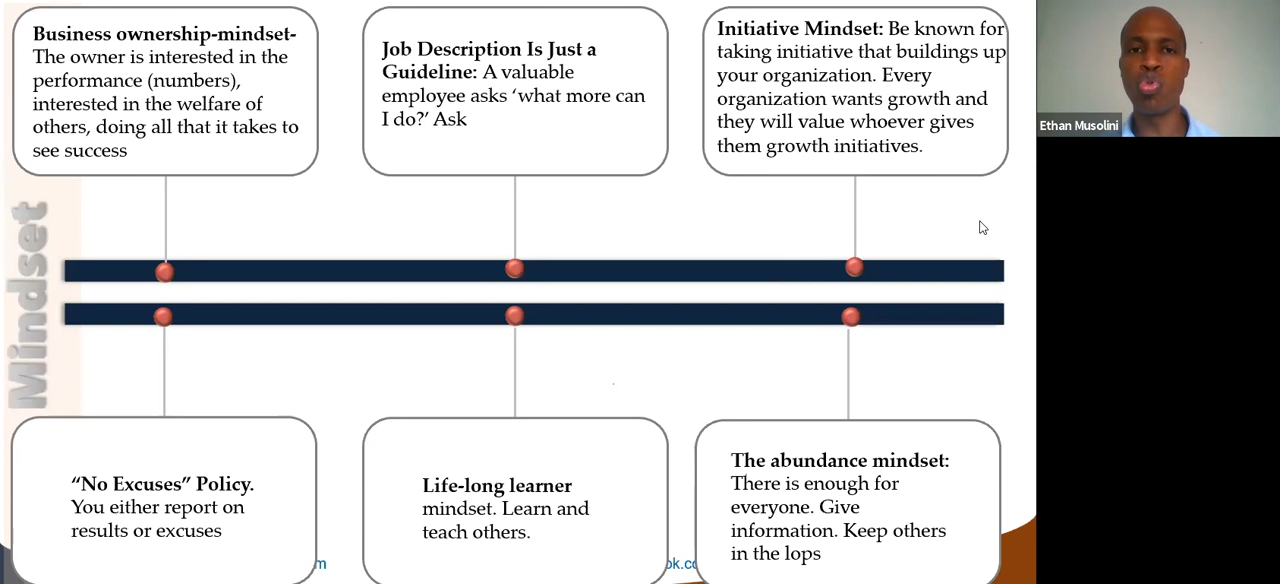 Business ownership-mindset-
The owner is interested in the
performance (numbers),
interested in the welfare of
others, doing all that it takes to
see success
Job Description Is Just a
Guideline: A valuable
employee asks ‘what more can
I do?’ Ask
Initiative Mindset: Be known for
taking initiative that buildings up
your organization. Every
organization wants growth and
they will value whoever gives
them growth initiatives.
Ethan Musolini
Mindset
“No Excuses” Policy.
You either report on
results or excuses
Life-long learner
mindset. Learn and
teach others.
The abundance mindset:
There is enough for
everyone. Give
information. Keep others
in the lops